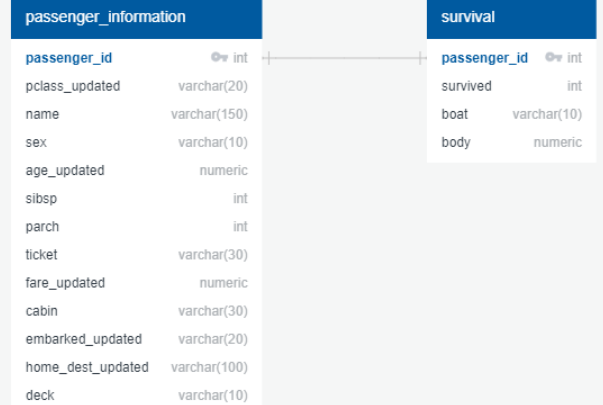 passenger_information
passenger_id int
pclass_updated varchar(20)
name varchar(150)
sex varchar(10)
age_updated numeric
sibsp int
parch int
ticket varchar(30)
fare_updated numeric
cabin varchar(30)
embarked_updated varchar(20)
home_dest_updated varchar(100)
deck varchar(10)
survival
passenger_id int
survived int
boat varchar(10)
body numeric